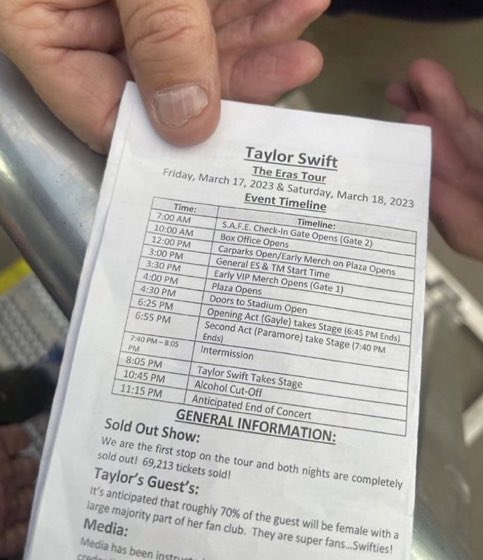 Taylor Swift
The Eras Tour
Friday, March 17, 2023 & Saturday, March 18, 2023
Event Timeline
Time: Timeline:
7:00 AM S.A.F.E. Check-In Gate Opens (Gate 2)
10:00 AM Box Office Opens
12:00 PM Carparks Open/Early Merch on Plaza Opens
3:00 PM General ES & TM Start Time
3:30 PM Early VIP Merch Opens (Gate 1)
4:00 PM Plaza Opens
4:30 PM Doors to Stadium Open
6:25 PM Opening Act (Gayle) takes Stage (6:45 PM Ends)
6:55 PM Second Act (Paramore) take Stage (7:40 PM
Ends)
7:40 PM – 8:05
PM Intermission
8:05 PM Taylor Swift Takes Stage
10:45 PM Alcohol Cut-Off
11:15 PM Anticipated End of Concert
GENERAL INFORMATION:
Sold Out Show:
We are the first stop on the tour and both nights are completely
sold out! 69,213 tickets sold!
Taylor's Guest's:
It's anticipated that roughly 70% of the guest will be female with a
large majority part of her fan club. They are super fans...Swifties!
Media:
Media has been